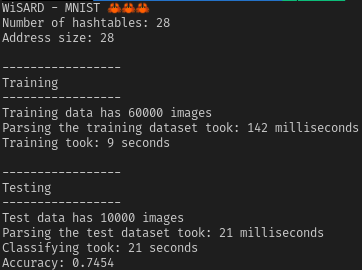 WiSARD - MNIST 🦀🦀🦀
Number of hashtables: 28
Address size: 28
-----------------
Training
-----------------
Training data has 60000 images
Parsing the training dataset took: 142 milliseconds
Training took: 9 seconds
-----------------
Testing
-----------------
Test data has 10000 images
Parsing the test dataset took: 21 milliseconds
Classifying took: 21 seconds
Accuracy: 0.7454